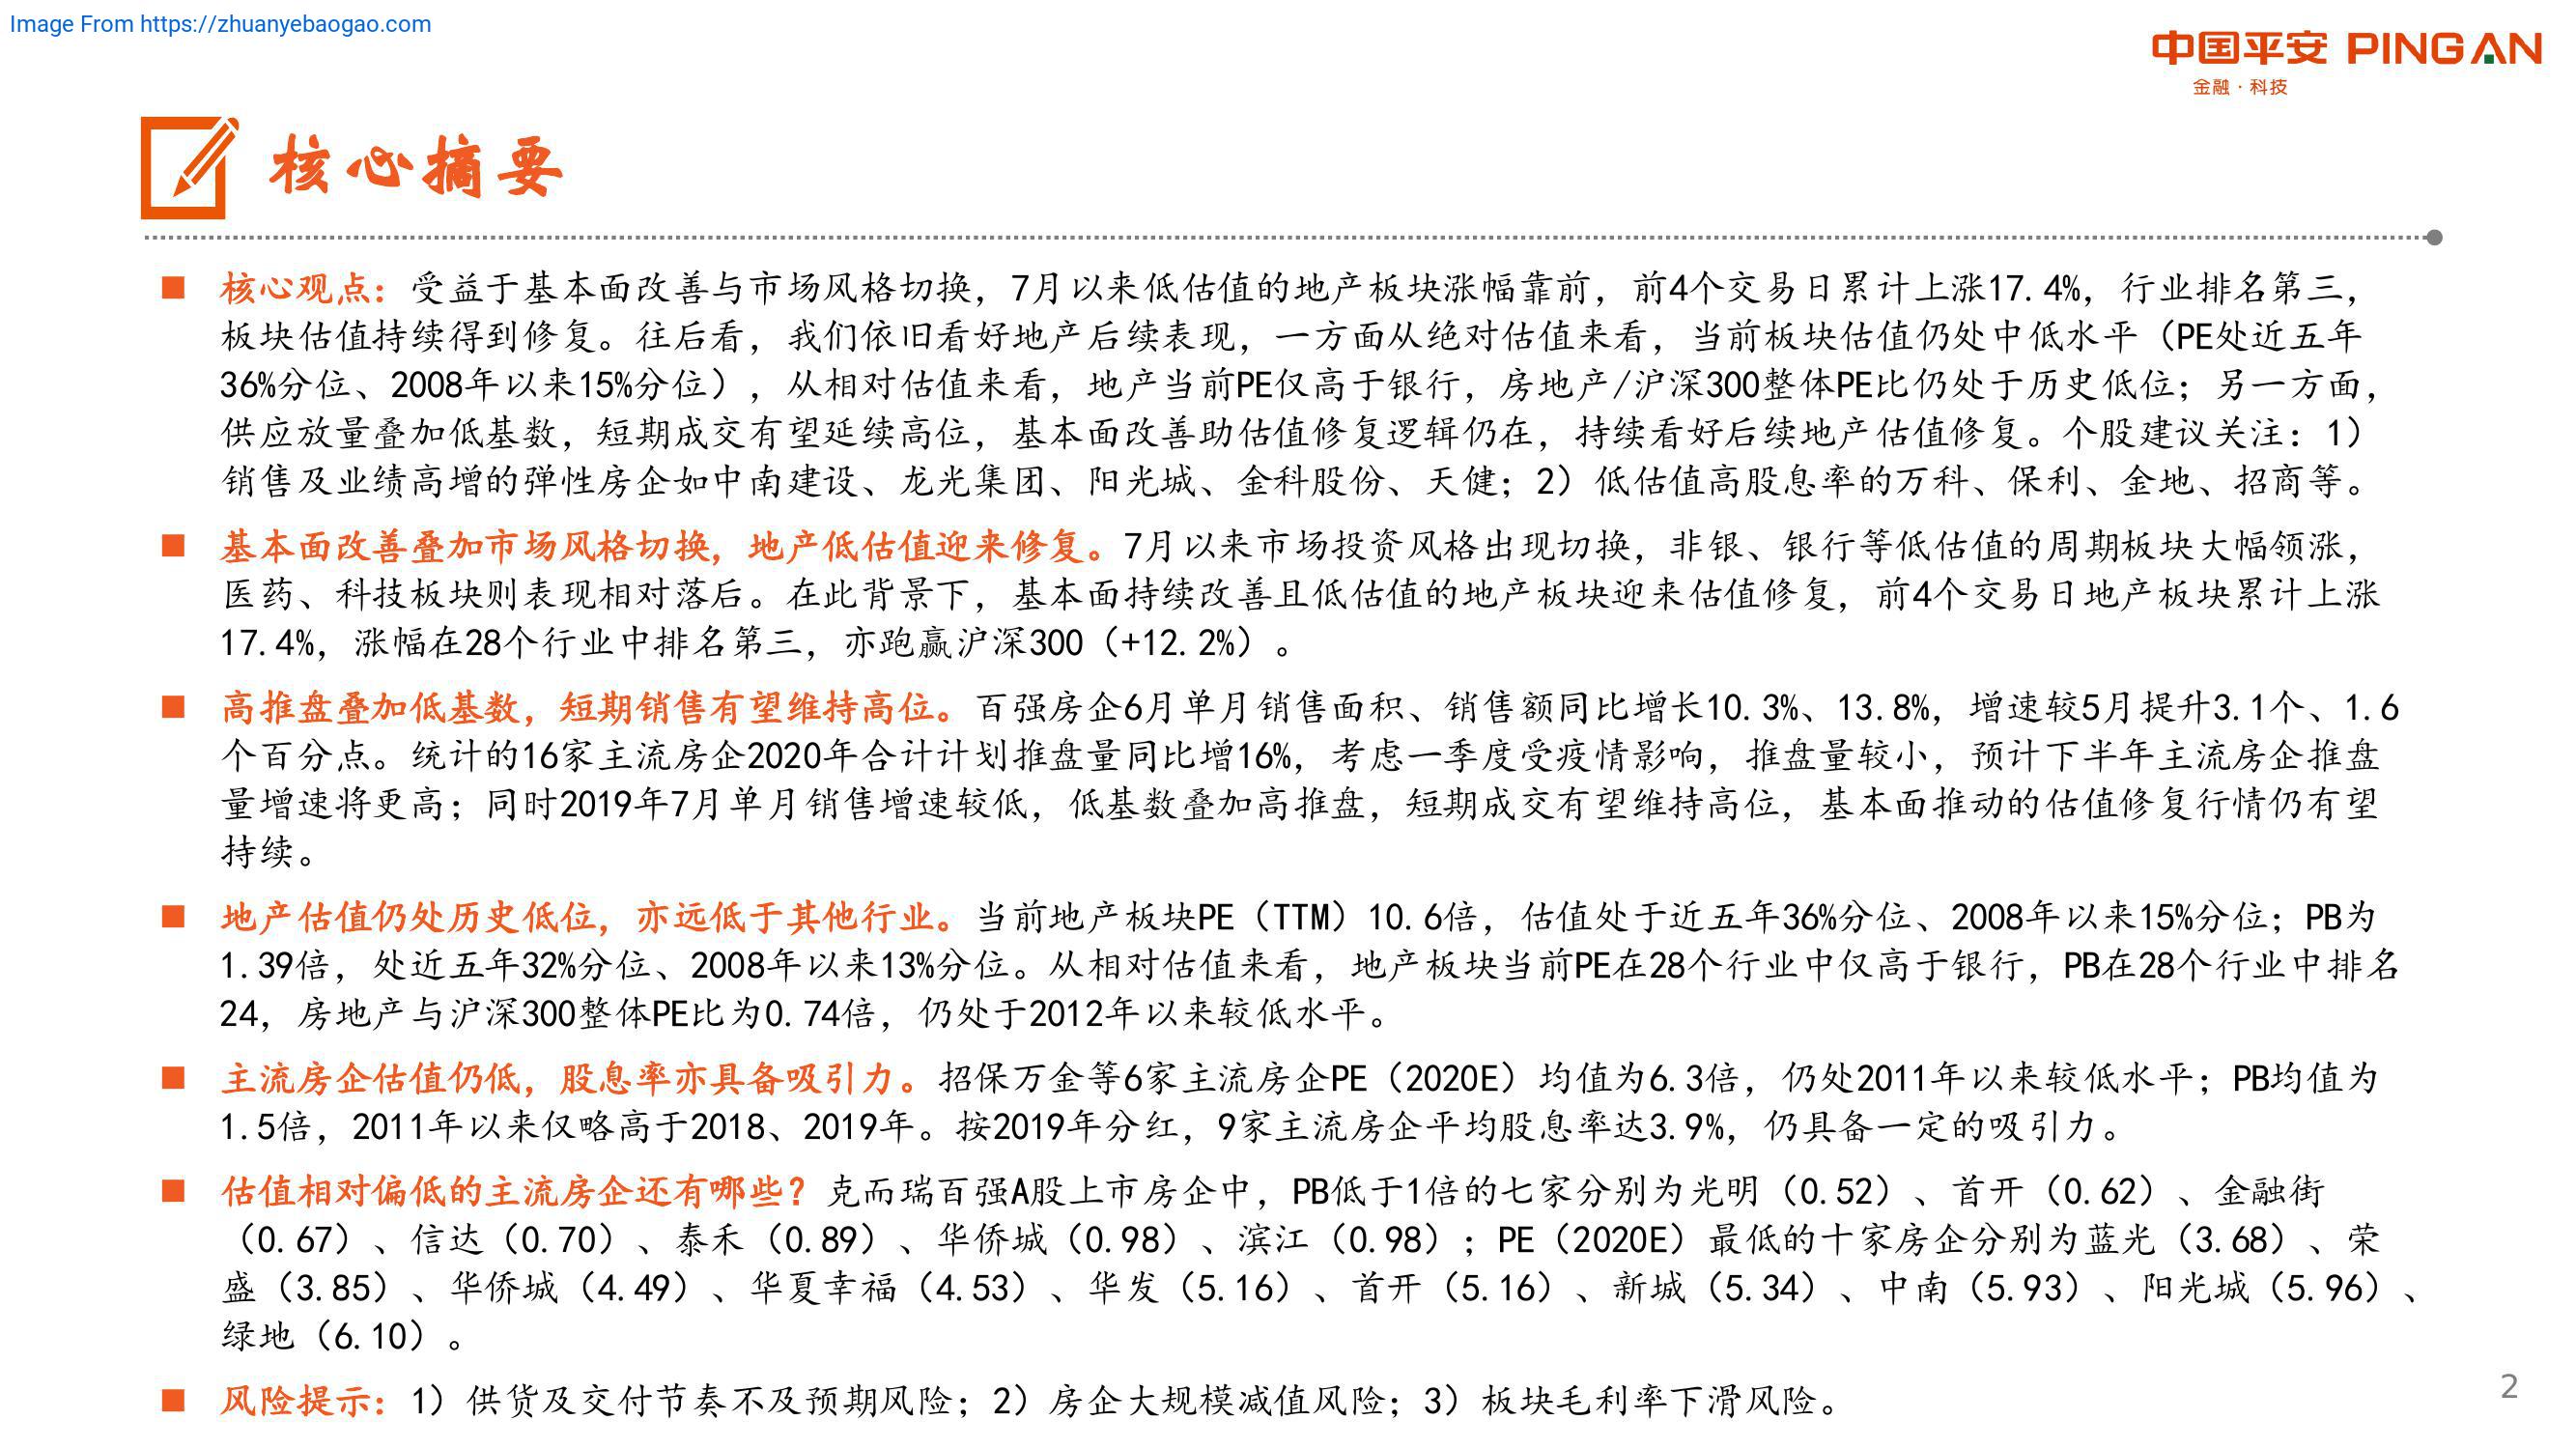 Image From https://zhuanyebaogao.com
中国平安 PINGAN
金融·科技
核心摘要
核心观点：受益于基本面改善与市场风格切换，7月以来低估值的地产板块涨幅靠前，前4个交易日累计上涨17.4%，行业排名第三，
板块估值持续得到修复。往后看，我们依旧看好地产后续表现，一方面从绝对估值来看，当前板块估值仍处中低水平（PE处近五年
36%分位、2008年以来15%分位），从相对估值来看，地产当前PE仅高于银行，房地产/沪深300整体PE比仍处于历史低位；另一方面，
供应放量叠加低基数，短期成交有望延续高位，基本面改善助估值修复逻辑仍在，持续看好后续地产估值修复。个股建议关注：1）
销售及业绩高增的弹性房企如中南建设、龙光集团、阳光城、金科股份、天健；2）低估值高股息率的万科、保利、金地、招商等。
基本面改善叠加市场风格切换，地产低估值迎来修复。7月以来市场投资风格出现切换，非银、银行等低估值的周期板块大幅领涨，
医药、科技板块则表现相对落后。在此背景下，基本面持续改善且低估值的地产板块迎来估值修复，前4个交易日地产板块累计上涨
17.4%，涨幅在28个行业中排名第三，亦跑赢沪深300（+12.2%）。
高推盘叠加低基数，短期销售有望维持高位。百强房企6月单月销售面积、销售额同比增长10.3%、13.8%，增速较5月提升3.1个、1.6
个百分点。统计的16家主流房企2020年合计计划推盘量同比增16%，考虑一季度受疫情影响，推盘量较小，预计下半年主流房企推盘
量增速将更高；同时2019年7月单月销售增速较低，低基数叠加高推盘，短期成交有望维持高位，基本面推动的估值修复行情仍有望
持续。
地产估值仍处历史低位，亦远低于其他行业。当前地产板块PE（TTM）10.6倍，估值处于近五年36%分位、2008年以来15%分位；PB为
1.39倍，处近五年32%分位、2008年以来13%分位。从相对估值来看，地产板块当前PE在28个行业中仅高于银行，PB在28个行业中排名
24，房地产与沪深300整体PE比为0.74倍，仍处于2012年以来较低水平。
主流房企估值仍低，股息率亦具备吸引力。招保万金等6家主流房企PE（2020E）均值为6.3倍，仍处2011年以来较低水平；PB均值为
1.5倍，2011年以来仅略高于2018、2019年。按2019年分红，9家主流房企平均股息率达3.9%，仍具备一定的吸引力。
估值相对偏低的主流房企还有哪些？克而瑞百强A股上市房企中，PB低于1倍的七家分别为光明（0.52）、首开（0.62）、金融街
（0.67）、信达（0.70）、泰禾（0.89）、华侨城（0.98）、滨江（0.98）；PE（2020E）最低的十家房企分别为蓝光（3.68）、荣
盛（3.85）、华侨城（4.49）、华夏幸福（4.53）、华发（5.16）、首开（5.16）、新城（5.34）、中南（5.93）、阳光城（5.96）、
绿地（6.10）。
风险提示：1）供货及交付节奏不及预期风险；2）房企大规模减值风险；3）板块毛利率下滑风险。
2